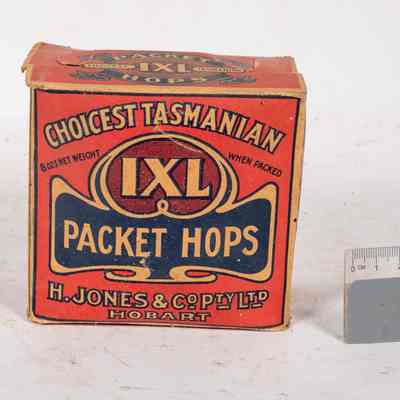 PACKET
IXL
HOPS
CHOICEST TASMANIAN
8 OZS NET WEIGHT
WHEN PACKED
IXL
PACKET HOPS
H. JONES & CO PTY LTD
HOBART
0 CM 1